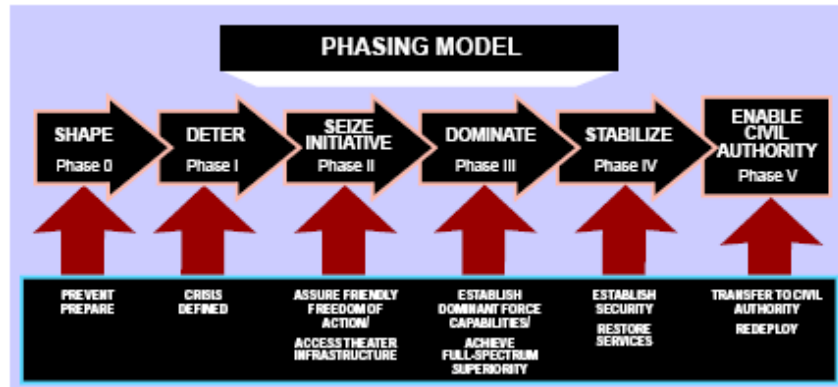 PHASING MODEL
SHAPE
Phase 0
DETER
Phase I
SEIZE
INITIATIVE
Phase II
DOMINATE
Phase III
STABILIZE
Phase IV
ENABLE
CIVIL
AUTHORITY
Phase V
PREVENT
PREPARE
CRISIS
DEFINED
ASSURE FRIENDLY
FREEDOM OF
ACTION/
ACCESS THEATER
INFRASTRUCTURE
ESTABLISH
DOMINANT FORCE
CAPABILITIES/
ACHIEVE
FULL-SPECTRUM
SUPERIORITY
ESTABLISH
SECURITY
RESTORE
SERVICES
TRANSFER TO CIVIL
AUTHORITY
REDEPLOY